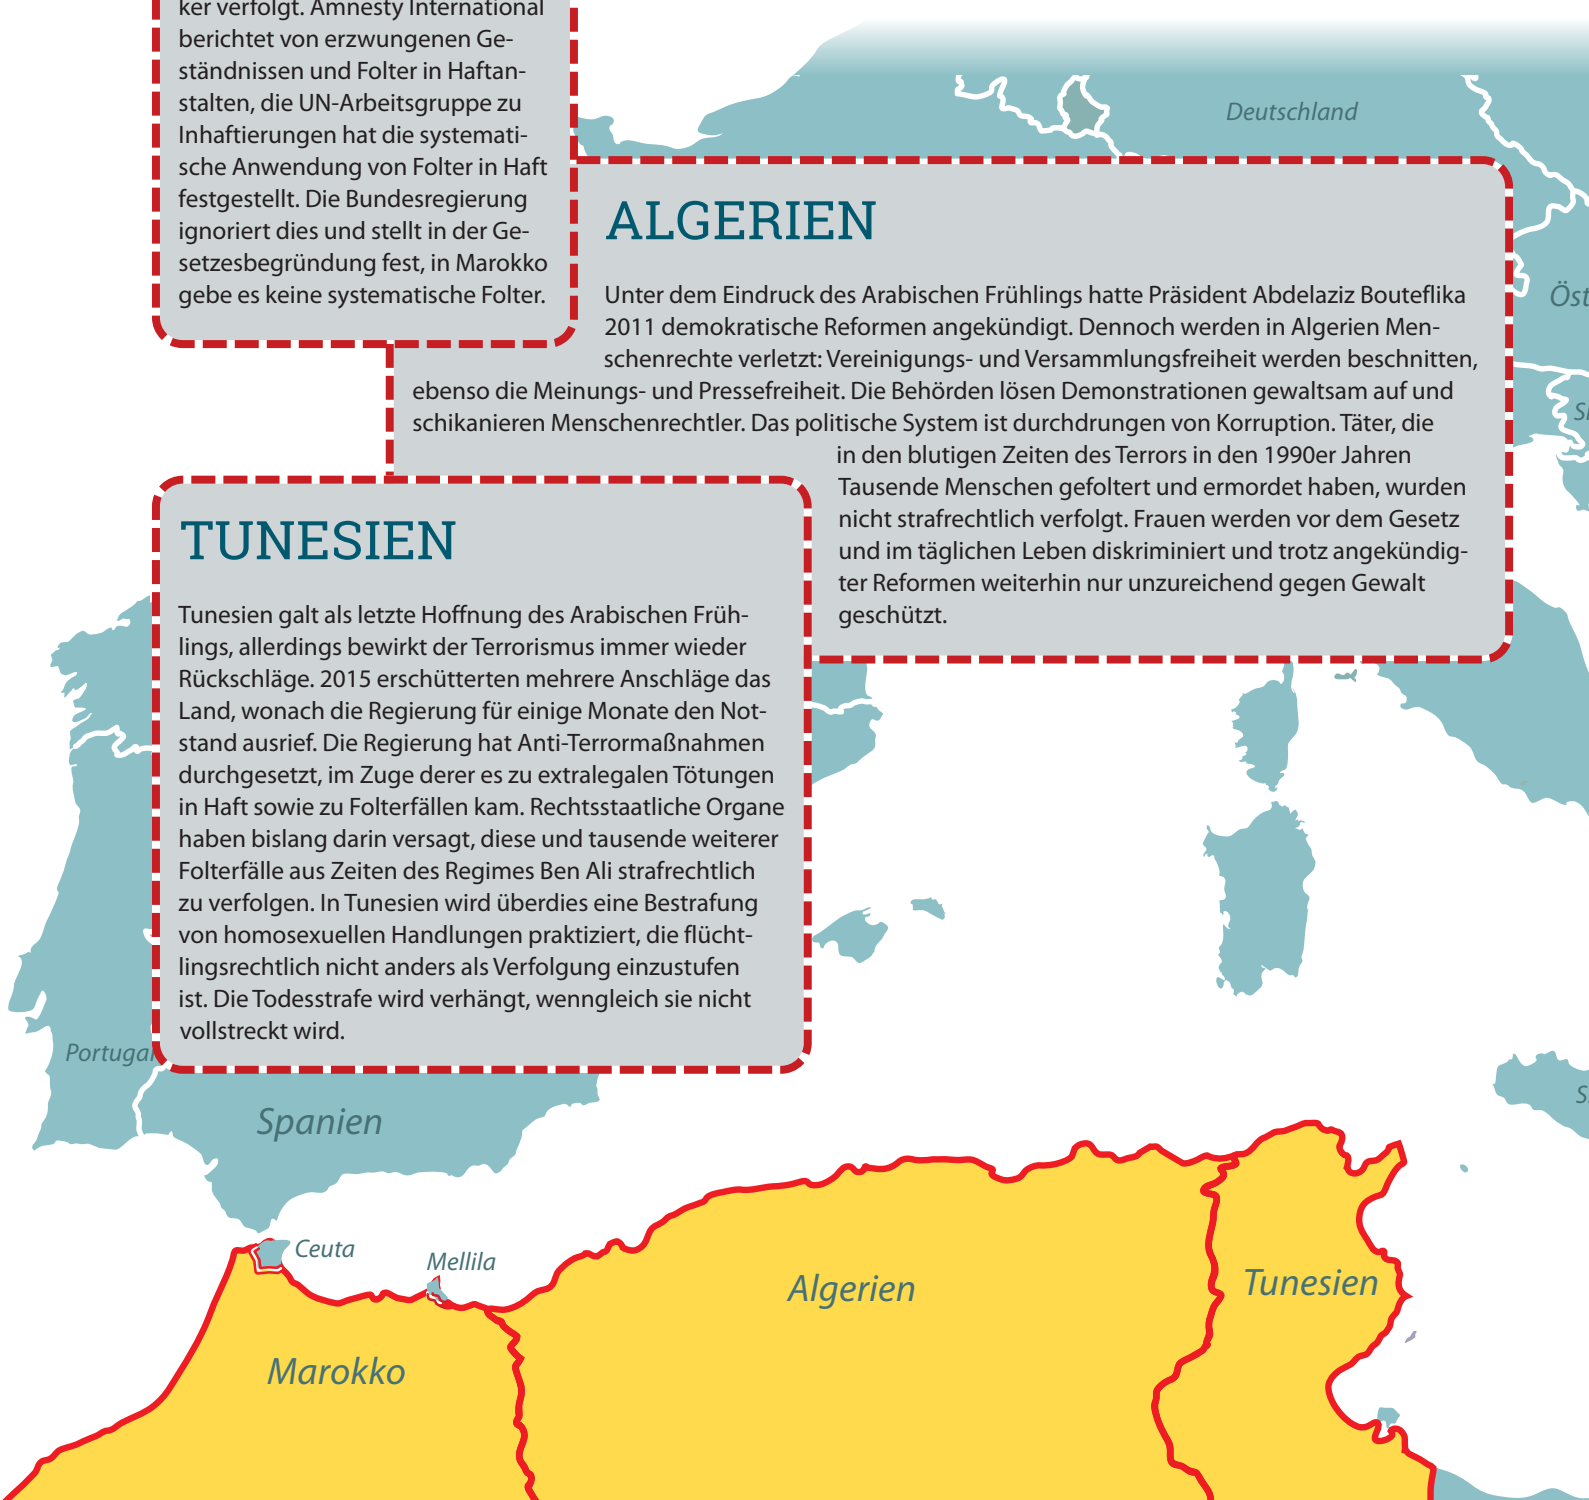 ker verfolgt. Amnesty International
berichtet von erzwungenen Ge-
ständnissen und Folter in Haftan-
stalten, die UN-Arbeitsgruppe zu
Inhaftierungen hat die systemati-
sche Anwendung von Folter in Haft
festgestellt. Die Bundesregierung
ignoriert dies und stellt in der Ge-
setzesbegründung fest, in Marokko
gebe es keine systematische Folter.
ALGERIEN
Unter dem Eindruck des Arabischen Frühlings hatte Präsident Abdelaziz Bouteflika
2011 demokratische Reformen angekündigt. Dennoch werden in Algerien Men-
schenrechte verletzt: Vereinigungs- und Versammlungsfreiheit werden beschnitten,
ebenso die Meinungs- und Pressefreiheit. Die Behörden lösen Demonstrationen gewaltsam auf und
schikanieren Menschenrechtler. Das politische System ist durchdrungen von Korruption. Täter, die
in den blutigen Zeiten des Terrors in den 1990er Jahren
Tausende Menschen gefoltert und ermordet haben, wurden
nicht strafrechtlich verfolgt. Frauen werden vor dem Gesetz
und im täglichen Leben diskriminiert und trotz angekündig-
ter Reformen weiterhin nur unzureichend gegen Gewalt
geschützt.
TUNESIEN
Tunesien galt als letzte Hoffnung des Arabischen Früh-
lings, allerdings bewirkt der Terrorismus immer wieder
Rückschläge. 2015 erschütterten mehrere Anschläge das
Land, wonach die Regierung für einige Monate den Not-
stand ausrief. Die Regierung hat Anti-Terrormaßnahmen
durchgesetzt, im Zuge derer es zu extralegalen Tötungen
in Haft sowie zu Folterfällen kam. Rechtsstaatliche Organe
haben bislang darin versagt, diese und tausende weiterer
Folterfälle aus Zeiten des Regimes Ben Ali strafrechtlich
zu verfolgen. In Tunesien wird überdies eine Bestrafung
von homosexuellen Handlungen praktiziert, die flücht-
lingsrechtlich nicht anders als Verfolgung einzustufen
ist. Die Todesstrafe wird verhängt, wenngleich sie nicht
vollstreckt wird.
Deutschland
Öst
Portugal
Spanien
Ceuta
Mellila
Marokko
Algerien
Tunesien